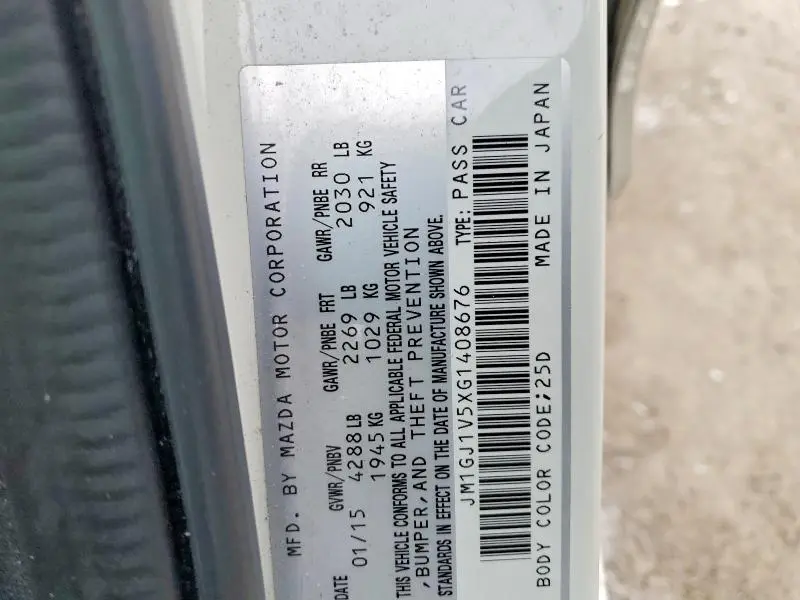 MFD. BY MAZDA MOTOR CORPORATION
GVWR/PNBV GAWR/PNBE FRT GAWR/PNBE RR
DATE 01/15 4288 LB 2269 LB 2030 LB
1945 KG 1029 KG 921 KG
THIS VEHICLE CONFORMS TO ALL APPLICABLE FEDERAL MOTOR VEHICLE SAFETY
,BUMPER,AND THEFT PREVENTION
STANDARDS IN EFFECT ON THE DATE OF MANUFACTURE SHOWN ABOVE.
JM1GJ1V5XG1408676 TYPE: PASS CAR
BODY COLOR CODE;25D MADE IN JAPAN